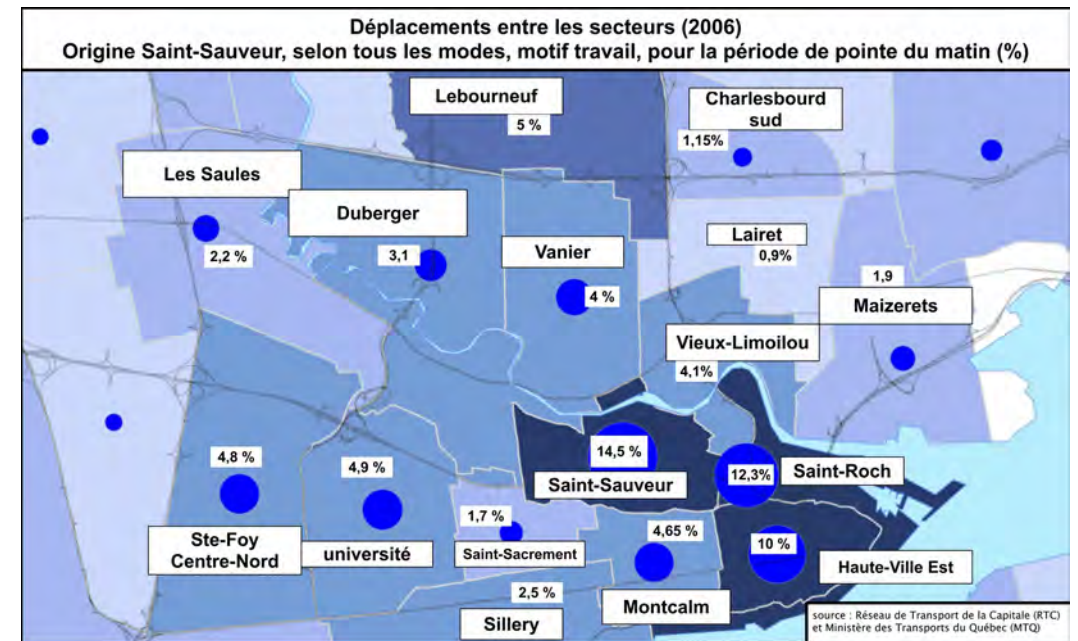 Déplacements entre les secteurs (2006)
Origine Saint-Sauveur, selon tous les modes, motif travail, pour la période de pointe du matin (%)
Lebourneuf
5 %
Charlesbourd
sud
1,15%
Les Saules
2,2 %
Duberger
3,1
Vanier
4 %
Lairet
0,9%
1,9
Maizerets
Vieux-Limoilou
4,1%
4,8 %
Ste-Foy
Centre-Nord
4,9 %
université
1,7 %
Saint-Sacrement
14,5 %
Saint-Sauveur
12,3%
Saint-Roch
4,65 %
Montcalm
10 %
Haute-Ville Est
2,5 %
Sillery
source : Réseau de Transport de la Capitale (RTC)
et Ministère des Transports du Québec (MTQ)